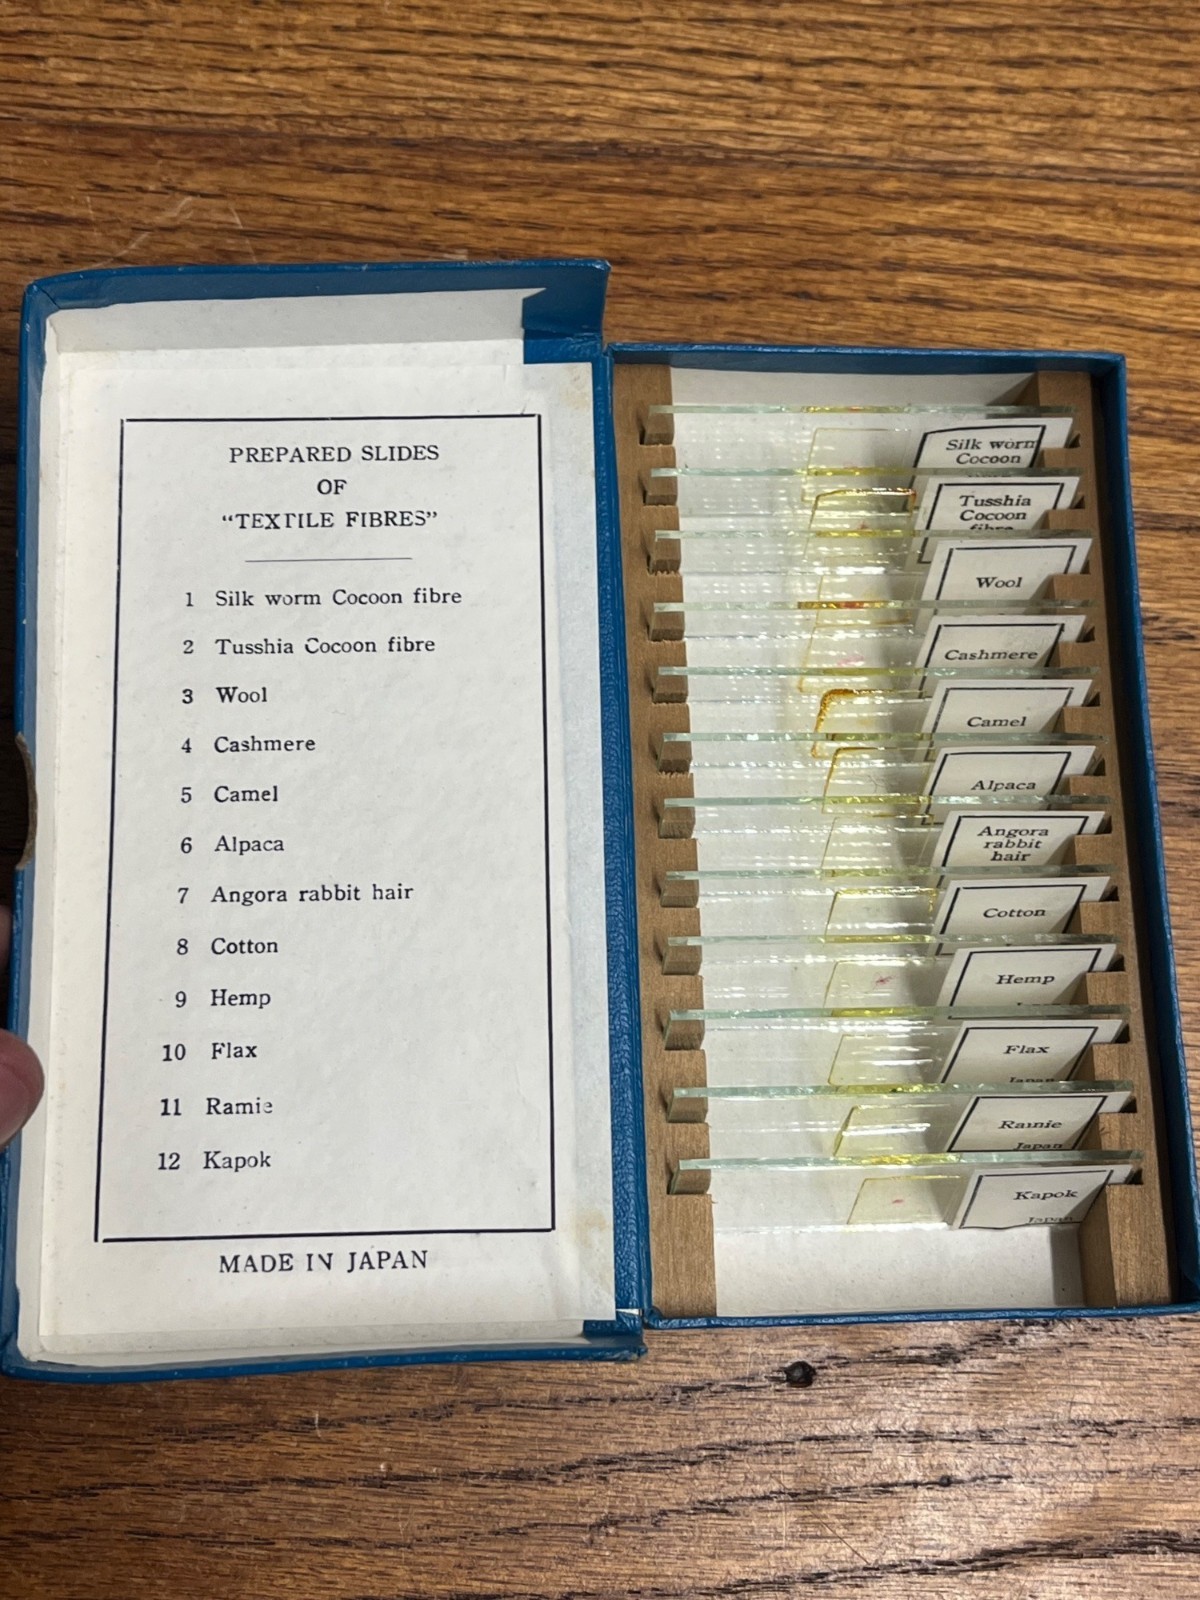 PREPARED SLIDES
OF
“TEXTILE FIBRES”
1 Silk worm Cocoon fibre
2 Tusshia Cocoon fibre
3 Wool
4 Cashmere
5 Camel
6 Alpaca
7 Angora rabbit hair
8 Cotton
9 Hemp
10 Flax
11 Ramie
12 Kapok
MADE IN JAPAN
Silk worm
Cocoon
Tusshia
Cocoon
fibre
Wool
Cashmere
Camel
Alpaca
Angora
rabbit
hair
Cotton
Hemp
Flax
Japan
Ramie
Japan
Kapok
Japan